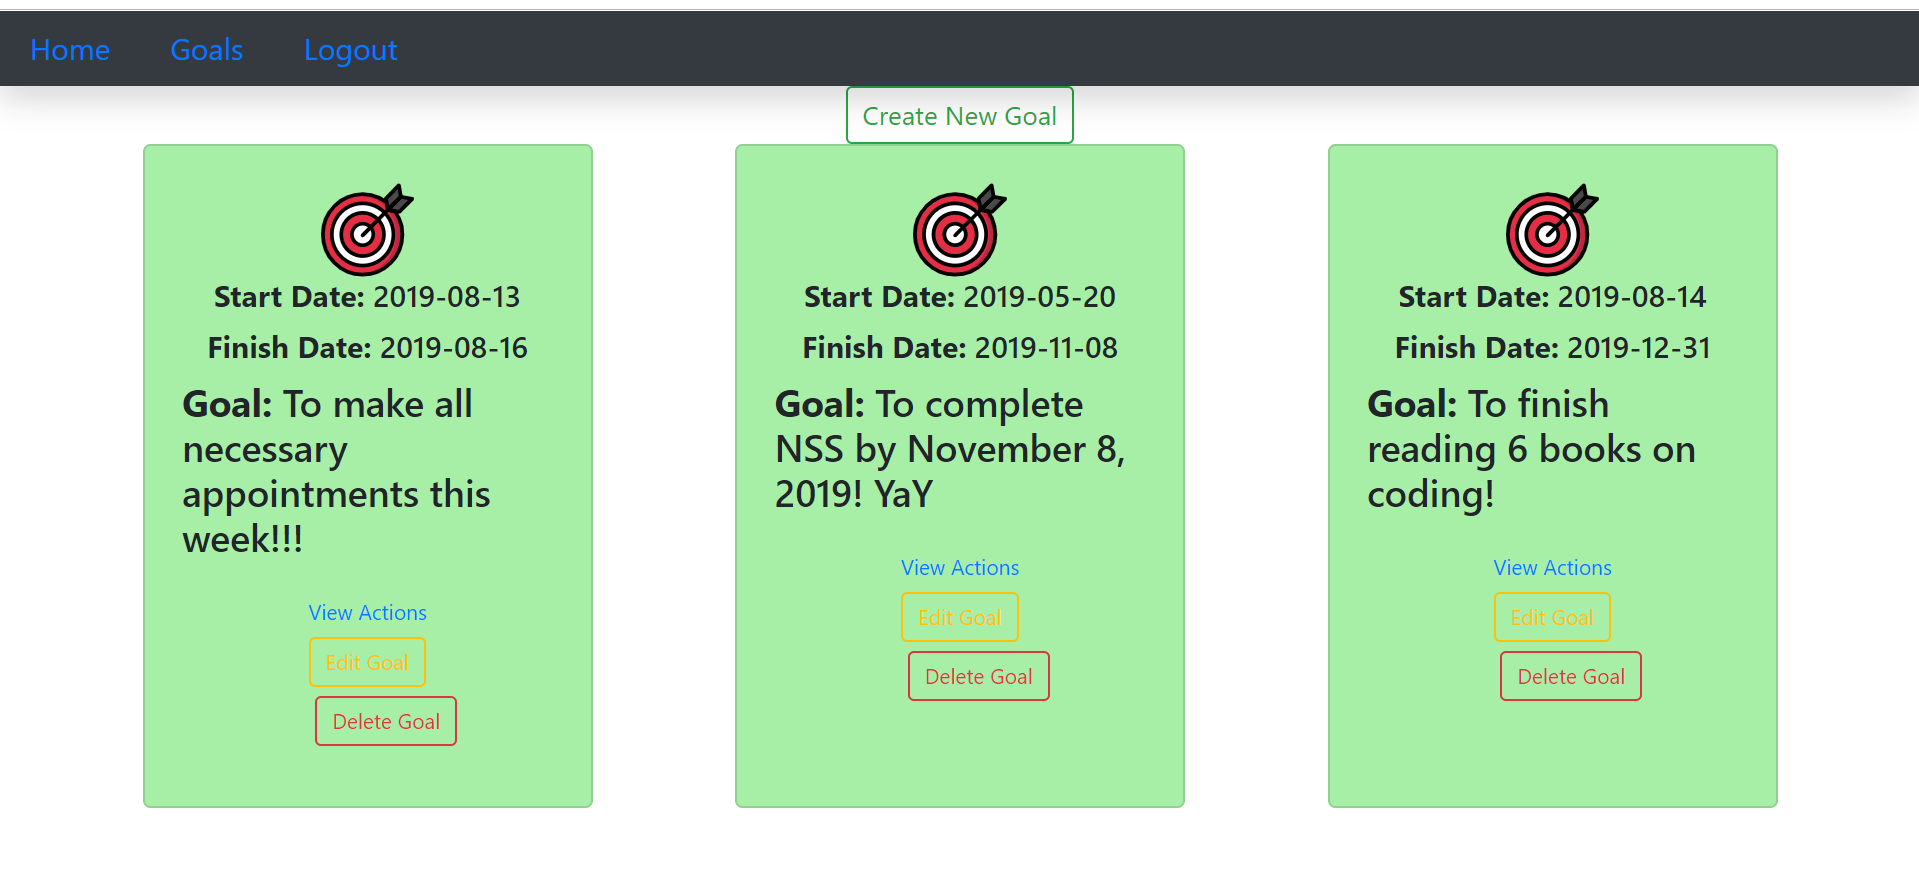 Home
Goals
Logout
Create New Goal
Start Date: 2019-08-13
Finish Date: 2019-08-16
Goal: To make all
necessary
appointments this
week!!!
View Actions
Edit Goal
Delete Goal
Start Date: 2019-05-20
Finish Date: 2019-11-08
Goal: To complete
NSS by November 8,
2019! YaY
View Actions
Edit Goal
Delete Goal
Start Date: 2019-08-14
Finish Date: 2019-12-31
Goal: To finish
reading 6 books on
coding!
View Actions
Edit Goal
Delete Goal